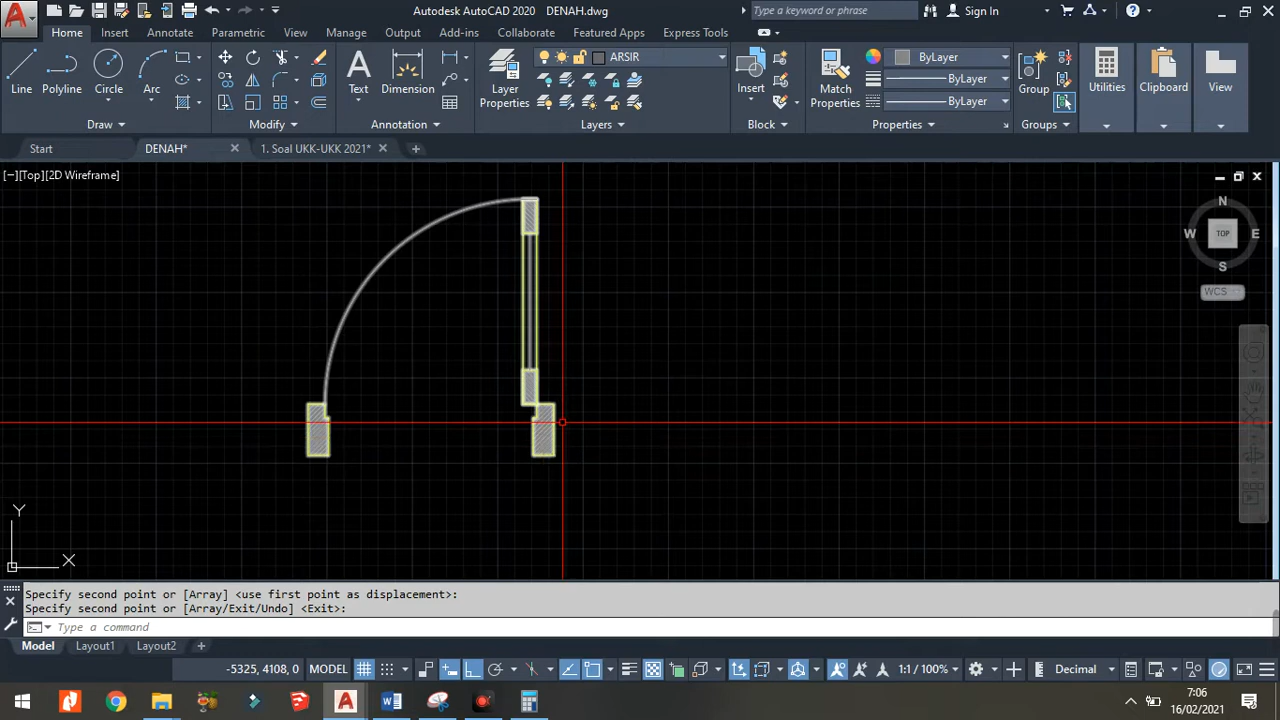 Autodesk AutoCAD 2020 DENAH.dwg
Type a keyword or phrase
Sign In
Home Insert Annotate Parametric View Manage Output Add-ins Collaborate Featured Apps Express Tools
ARSIR
ByLayer
Line Polyline Circle Arc
Text Dimension
Layer Properties
Insert
Match Properties
ByLayer
ByLayer
Group
Utilities
Clipboard
View
Draw Modify Annotation Layers Block Properties Groups
Start DENAH* 1. Soal UKK-UKK 2021*
[−][Top][2D Wireframe]
N
W TOP E
S
WCS
Y
X
Specify second point or [Array] <use first point as displacement>:
Specify second point or [Array/Exit/Undo] <Exit>:
Type a command
Model Layout1 Layout2
-5325, 4108, 0 MODEL 1:1 / 100% Decimal
7:06
16/02/2021